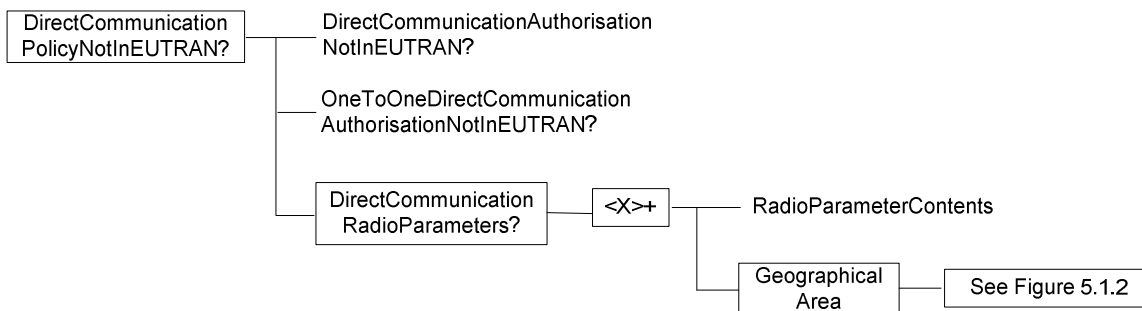 DirectCommunication
PolicyNotInEUTRAN?
DirectCommunicationAuthorisation
NotInEUTRAN?
OneToOneDirectCommunication
AuthorisationNotInEUTRAN?
DirectCommunication
RadioParameters?
<X>+
RadioParameterContents
Geographical
Area
See Figure 5.1.2